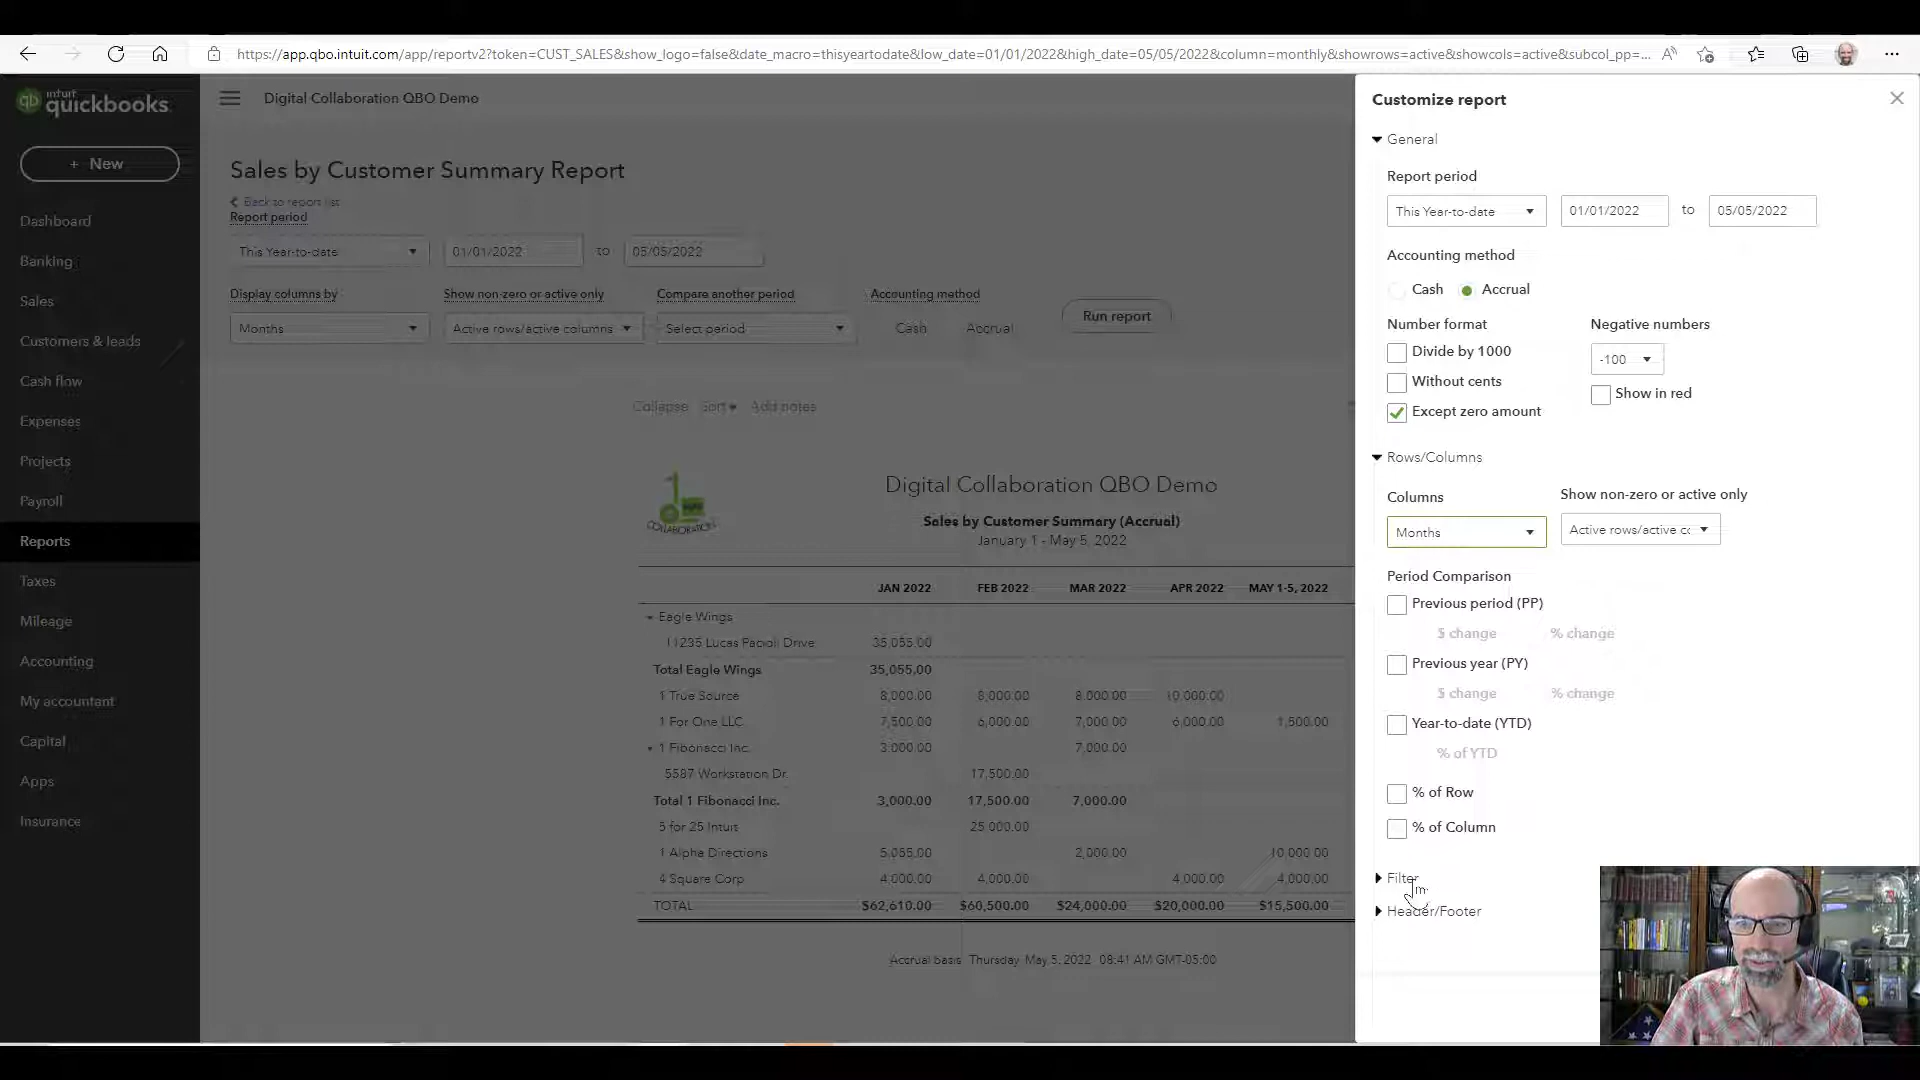 https://app.qbo.intuit.com/app/reportv2?token=CUST_SALES&show_logo=false&date_macro=thisyeartodate&low_date=01/01/2022&high_date=05/05/2022&column=monthly&showrows=active&showcols=active&subcol_pp=...
intuit
quickbooks
Digital Collaboration QBO Demo
+ New
Dashboard
Banking
Sales
Customers & leads
Cash flow
Expenses
Projects
Payroll
Reports
Taxes
Mileage
Accounting
My accountant
Capital
Apps
Insurance
Sales by Customer Summary Report
Back to report list
Report period
This Year-to-date 01/01/2022 to 05/05/2022
Display columns by Show non-zero or active only Compare another period Accounting method
Months Active rows/active columns Select period Cash Accrual Run report
Collapse Sort Add notes
COLLABORATION
Digital Collaboration QBO Demo
Sales by Customer Summary (Accrual)
January 1 - May 5, 2022
JAN 2022 FEB 2022 MAR 2022 APR 2022 MAY 1-5, 2022
Eagle Wings
11235 Lucas Pacioli Drive 35,055.00
Total Eagle Wings 35,055.00
1 True Source 8,000.00 8,000.00 8,000.00 10,000.00
1 For One LLC. 7,500.00 6,000.00 7,000.00 6,000.00 1,500.00
1 Fibonacci Inc. 3,000.00 7,000.00
5587 Workstation Dr. 17,500.00
Total 1 Fibonacci Inc. 3,000.00 17,500.00 7,000.00
5 for 25 Intuit 25,000.00
1 Alpha Directions 5,055.00 2,000.00 10,000.00
4 Square Corp 4,000.00 4,000.00 4,000.00 4,000.00
TOTAL $62,610.00 $60,500.00 $24,000.00 $20,000.00 $15,500.00
Accrual basis Thursday, May 5, 2022 08:41 AM GMT-05:00
Customize report
General
Report period
This Year-to-date 01/01/2022 to 05/05/2022
Accounting method
Cash Accrual
Number format Negative numbers
Divide by 1000 -100
Without cents Show in red
Except zero amount
Rows/Columns
Columns Show non-zero or active only
Months Active rows/active cc
Period Comparison
Previous period (PP)
$ change % change
Previous year (PY)
$ change % change
Year-to-date (YTD)
% of YTD
% of Row
% of Column
Filter
Header/Footer